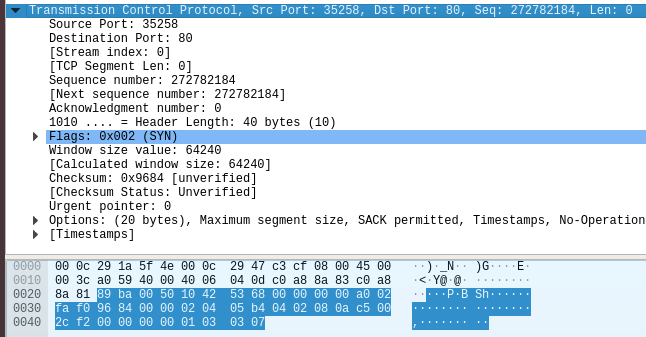 Transmission Control Protocol, Src Port: 35258, Dst Port: 80, Seq: 272782184, Len: 0
Source Port: 35258
Destination Port: 80
[Stream index: 0]
[TCP Segment Len: 0]
Sequence number: 272782184
[Next sequence number: 272782184]
Acknowledgment number: 0
1010 .... = Header Length: 40 bytes (10)
Flags: 0x002 (SYN)
Window size value: 64240
[Calculated window size: 64240]
Checksum: 0x9684 [unverified]
[Checksum Status: Unverified]
Urgent pointer: 0
Options: (20 bytes), Maximum segment size, SACK permitted, Timestamps, No-Operation
[Timestamps]
0000 00 0c 29 1a 5f 4e 00 0c 29 47 c3 cf 08 00 45 00 ··)·_N·· )G····E·
0010 00 3c a0 59 40 00 40 06 04 0d c0 a8 8a 83 c0 a8 ·<·Y@·@· ········
0020 8a 81 89 ba 00 50 10 42 53 68 00 00 00 00 a0 02 ·····P·B Sh······
0030 fa f0 96 84 00 00 02 04 05 b4 04 02 08 0a c5 00 ········ ········
0040 2c f2 00 00 00 00 01 03 03 07 ,······· ··